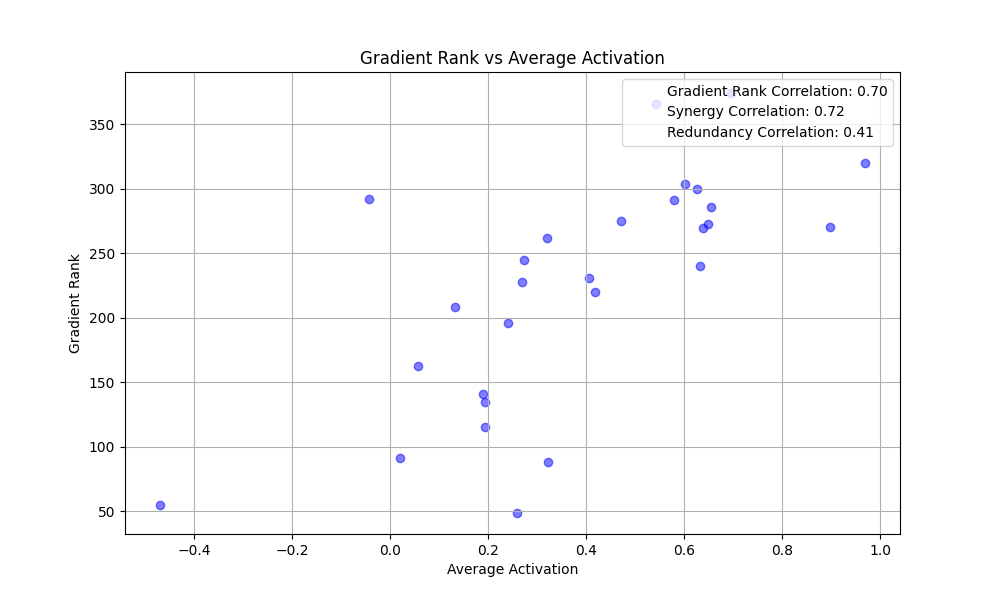 Gradient Rank vs Average Activation
Gradient Rank Correlation: 0.70
Synergy Correlation: 0.72
Redundancy Correlation: 0.41
350
300
250
200
150
100
50
Gradient Rank
−0.4 −0.2 0.0 0.2 0.4 0.6 0.8 1.0
Average Activation